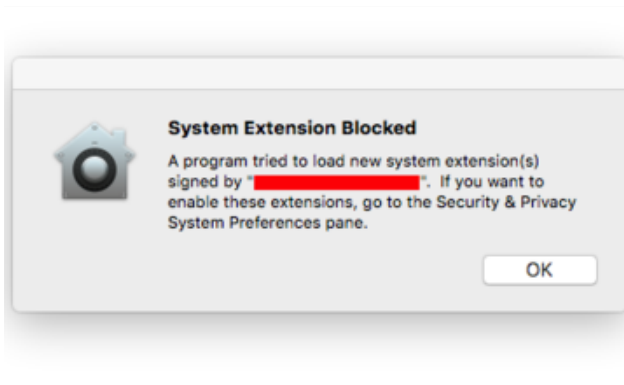 System Extension Blocked
A program tried to load new system extension(s)
signed by "". If you want to
enable these extensions, go to the Security & Privacy
System Preferences pane.
OK